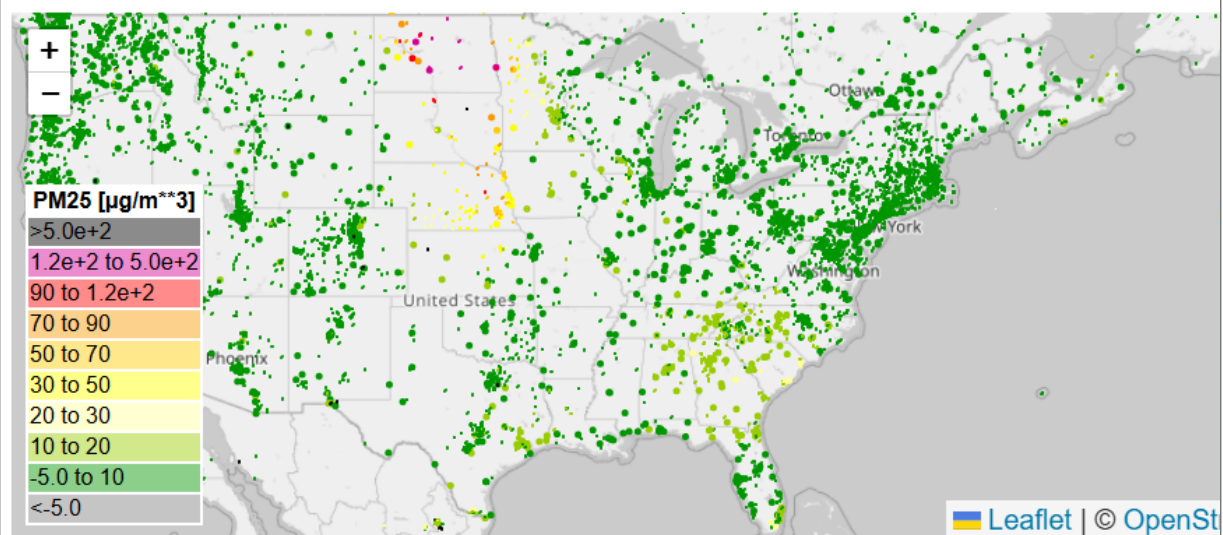 +
−
Ottawa
Toronto
New York
Washington
United States
Phoenix
PM25 [µg/m**3]
>5.0e+2
1.2e+2 to 5.0e+2
90 to 1.2e+2
70 to 90
50 to 70
30 to 50
20 to 30
10 to 20
-5.0 to 10
<-5.0
Leaflet | © OpenSt